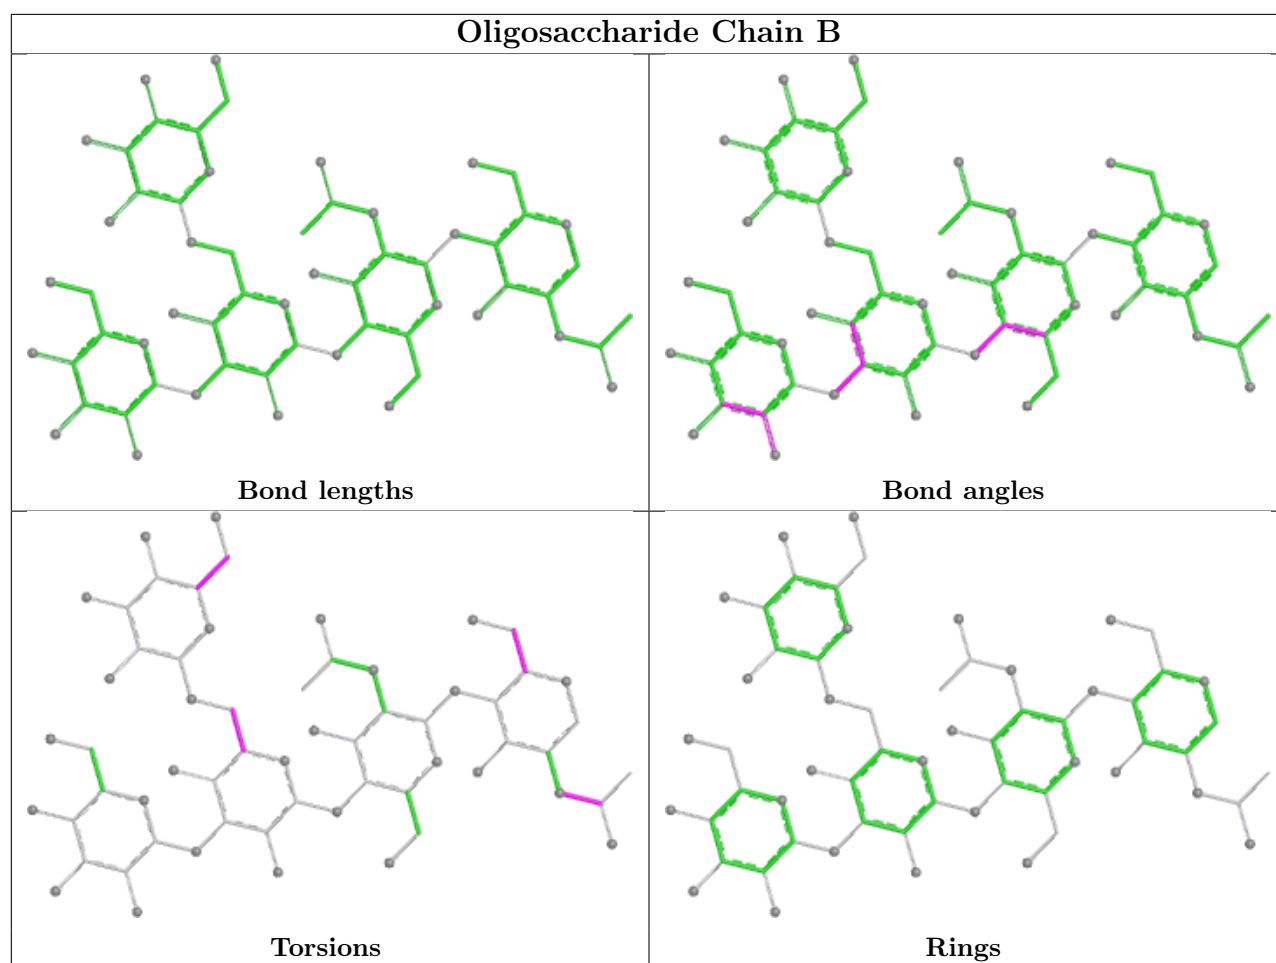 Oligosaccharide Chain B
Bond lengths
Bond angles
Torsions
Rings